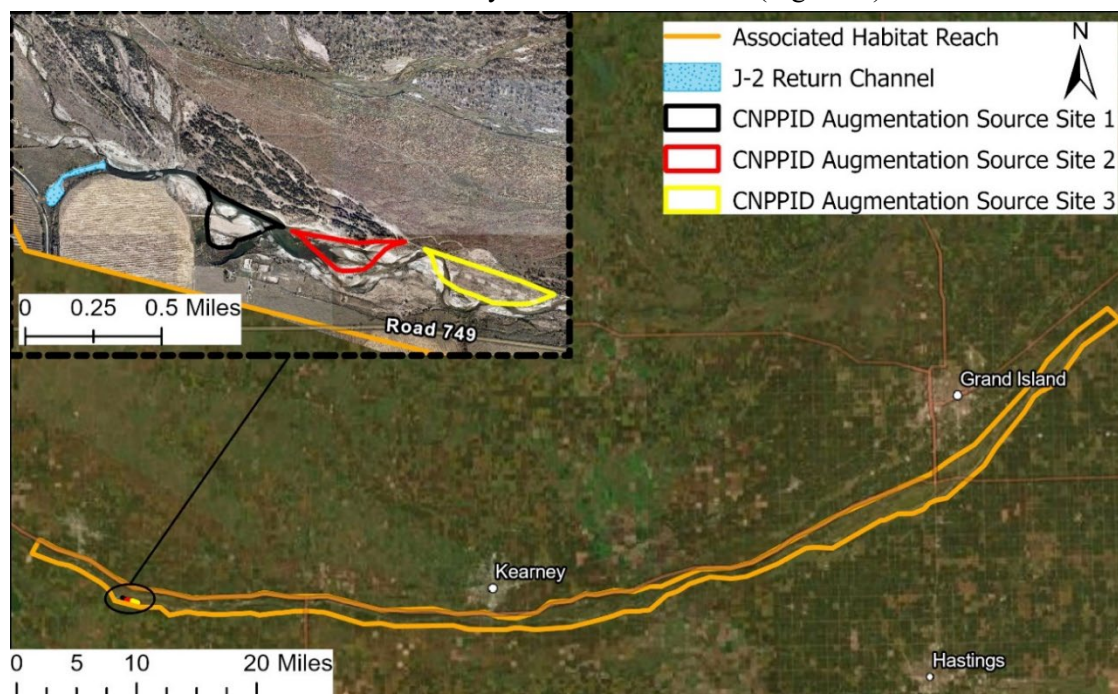 N
Associated Habitat Reach
J-2 Return Channel
CNPPID Augmentation Source Site 1
CNPPID Augmentation Source Site 2
CNPPID Augmentation Source Site 3
0 0.25 0.5 Miles
Road 749
Grand Island
Kearney
Hastings
0 5 10 20 Miles